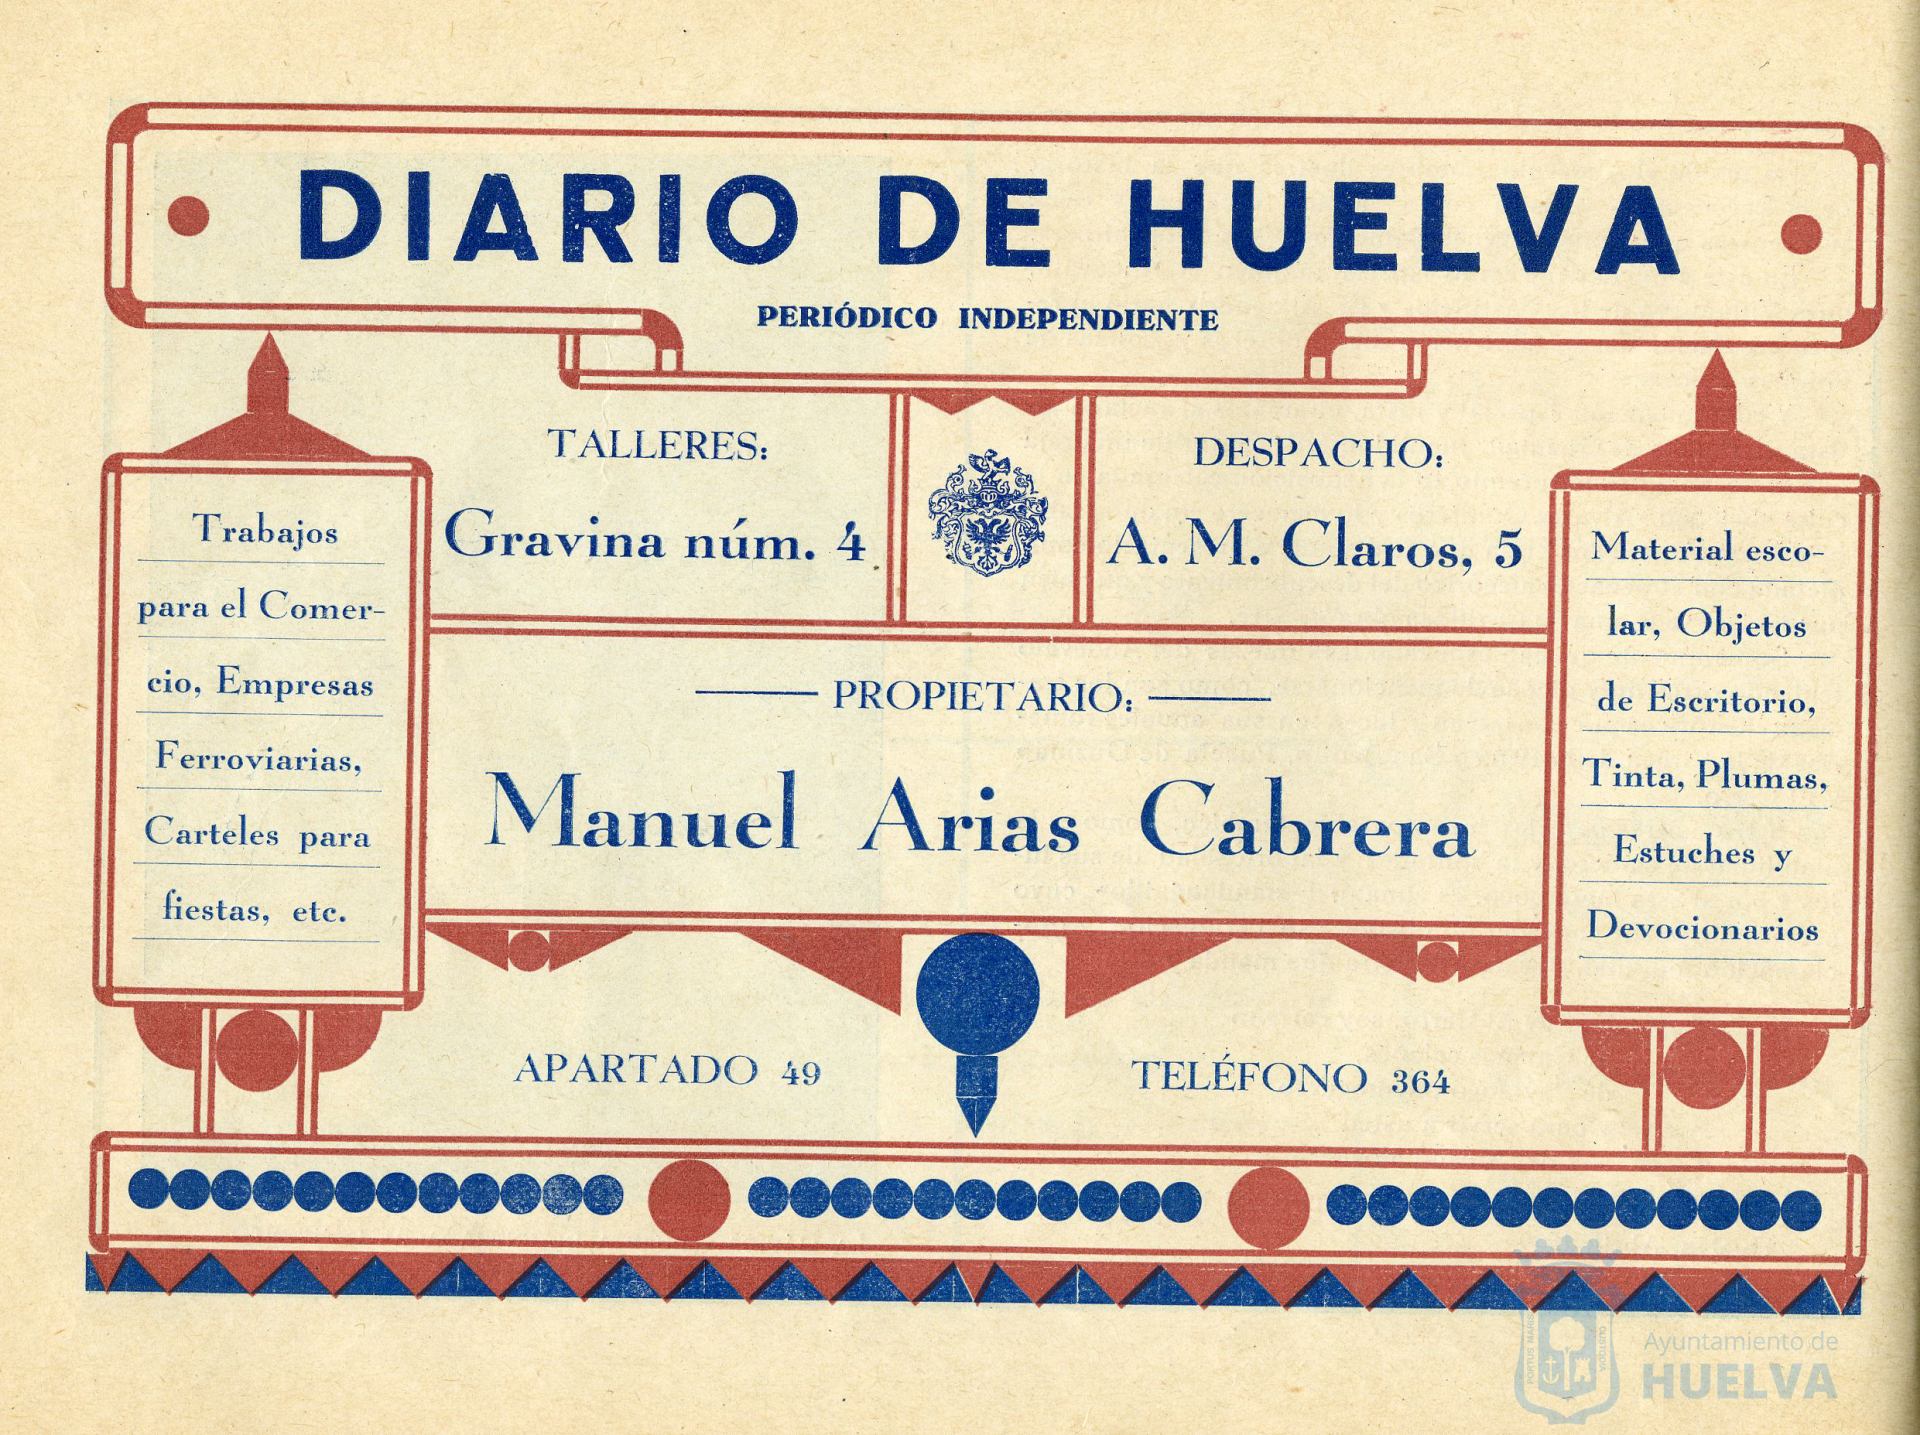 DIARIO DE HUELVA
PERIÓDICO INDEPENDIENTE
TALLERES:
Gravina núm. 4
DESPACHO:
A. M. Claros, 5
Trabajos
para el Comer-
cio, Empresas
Ferroviarias,
Carteles para
fiestas, etc.
PROPIETARIO:
Manuel Arias Cabrera
Material esco-
lar, Objetos
de Escritorio,
Tinta, Plumas,
Estuches y
Devocionarios
APARTADO 49
TELÉFONO 364
Ayuntamiento de
HUELVA